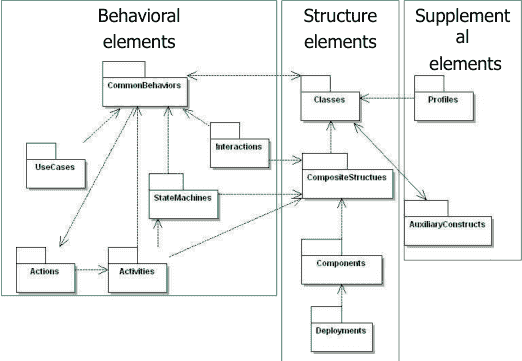 Behavioral
elements
Structure
elements
Supplement
al
elements
CommonBehaviors
Classes
Profiles
Interactions
UseCases
CompositeStructues
StateMachines
AuxiliaryConstructs
Actions
Activities
Components
Deployments